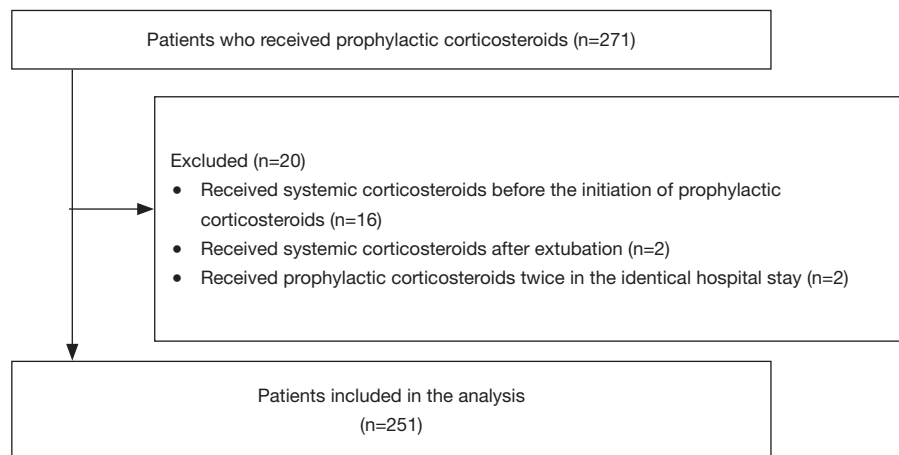 Patients who received prophylactic corticosteroids (n=271)
Excluded (n=20)
● Received systemic corticosteroids before the initiation of prophylactic
corticosteroids (n=16)
● Received systemic corticosteroids after extubation (n=2)
● Received prophylactic corticosteroids twice in the identical hospital stay (n=2)
Patients included in the analysis
(n=251)